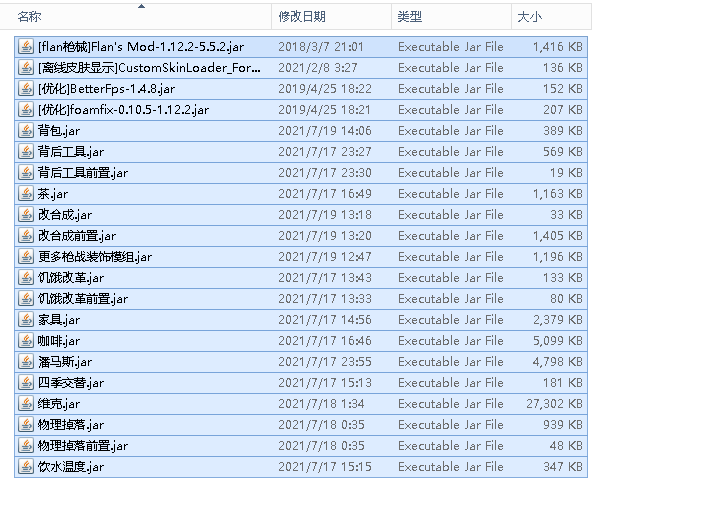 名称 修改日期 类型 大小
[flan枪械]Flan's Mod-1.12.2-5.5.2.jar 2018/3/7 21:01 Executable Jar File 1,416 KB
[离线皮肤显示]CustomSkinLoader_For... 2021/2/8 3:27 Executable Jar File 136 KB
[优化]BetterFps-1.4.8.jar 2019/4/25 18:22 Executable Jar File 152 KB
[优化]foamfix-0.10.5-1.12.2.jar 2019/4/25 18:21 Executable Jar File 207 KB
背包.jar 2021/7/19 14:06 Executable Jar File 389 KB
背后工具.jar 2021/7/17 23:27 Executable Jar File 569 KB
背后工具前置.jar 2021/7/17 23:30 Executable Jar File 19 KB
茶.jar 2021/7/17 16:49 Executable Jar File 1,163 KB
改合成.jar 2021/7/19 13:18 Executable Jar File 33 KB
改合成前置.jar 2021/7/19 13:20 Executable Jar File 1,405 KB
更多枪战装饰模组.jar 2021/7/19 12:47 Executable Jar File 1,196 KB
饥饿改革.jar 2021/7/17 13:43 Executable Jar File 133 KB
饥饿改革前置.jar 2021/7/17 13:33 Executable Jar File 80 KB
家具.jar 2021/7/17 14:56 Executable Jar File 2,379 KB
咖啡.jar 2021/7/17 16:46 Executable Jar File 5,099 KB
潘马斯.jar 2021/7/17 23:55 Executable Jar File 4,798 KB
四季交替.jar 2021/7/17 15:13 Executable Jar File 181 KB
维克.jar 2021/7/18 1:34 Executable Jar File 27,302 KB
物理掉落.jar 2021/7/18 0:35 Executable Jar File 939 KB
物理掉落前置.jar 2021/7/18 0:35 Executable Jar File 48 KB
饮水温度.jar 2021/7/17 15:15 Executable Jar File 347 KB